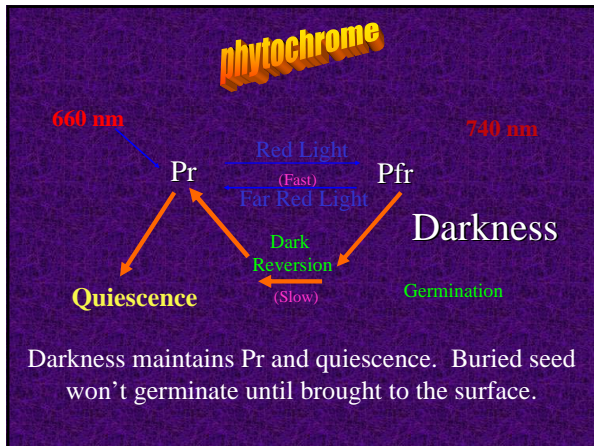 phytochrome
660 nm
740 nm
Red Light
Pr
(Fast)
Pfr
Far Red Light
Darkness
Dark
Reversion
Quiescence
(Slow)
Germination
Darkness maintains Pr and quiescence. Buried seed
won't germinate until brought to the surface.